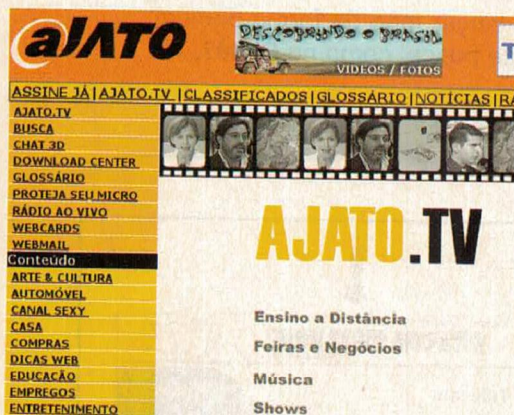 aJATO
DESCOBRINDO O BRASIL
VIDEOS / FOTOS
ASSINE JÁ | AJATO.TV | CLASSIFICADOS | GLOSSÁRIO | NOTÍCIAS
AJATO.TV
BUSCA
CHAT 3D
DOWNLOAD CENTER
GLOSSÁRIO
PROTEJA SEU MICRO
RÁDIO AO VIVO
WEBCARDS
WEBMAIL
Conteúdo
ARTE & CULTURA
AUTOMÓVEL
CANAL SEXY
CASA
COMPRAS
DICAS WEB
EDUCAÇÃO
EMPREGOS
ENTRETENIMENTO
AJATO.TV
Ensino a Distância
Feiras e Negócios
Música
Shows